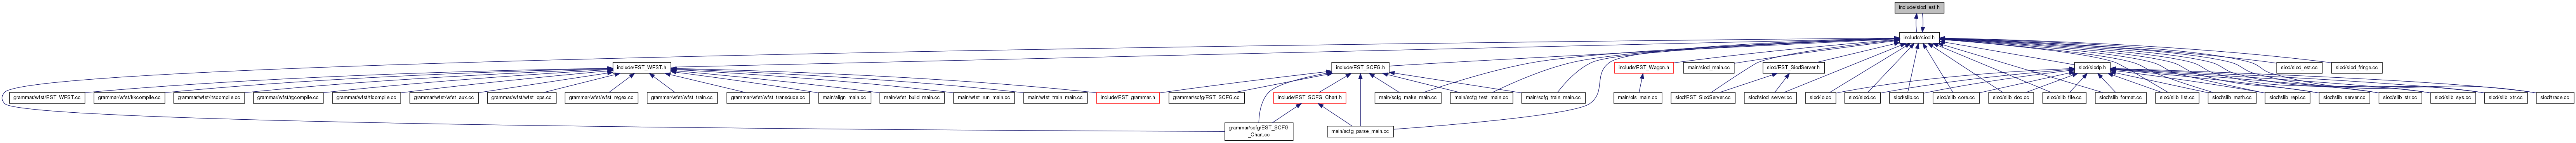 include/siod_est.h
include/siod.h
include/EST_WFST.h
include/EST_SCFG.h
include/EST_Wagon.h
main/siod_main.cc
siod/EST_SiodServer.h
siod/siodp.h
siod/siod_est.cc
siod/siod_fringe.cc
grammar/wfst/EST_WFST.cc
grammar/wfst/kkcompile.cc
grammar/wfst/ltscompile.cc
grammar/wfst/rgcompile.cc
grammar/wfst/tlcompile.cc
grammar/wfst/wfst_aux.cc
grammar/wfst/wfst_ops.cc
grammar/wfst/wfst_regex.cc
grammar/wfst/wfst_train.cc
grammar/wfst/wfst_transduce.cc
main/align_main.cc
main/wfst_build_main.cc
main/wfst_run_main.cc
main/wfst_train_main.cc
include/EST_grammar.h
grammar/scfg/EST_SCFG.cc
include/EST_SCFG_Chart.h
main/scfg_make_main.cc
main/scfg_test_main.cc
main/scfg_train_main.cc
main/ols_main.cc
siod/EST_SiodServer.cc
siod/siod_server.cc
siod/io.cc
siod/siod.cc
siod/slib.cc
siod/slib_core.cc
siod/slib_doc.cc
siod/slib_file.cc
siod/slib_format.cc
siod/slib_list.cc
siod/slib_math.cc
siod/slib_repl.cc
siod/slib_server.cc
siod/slib_str.cc
siod/slib_sys.cc
siod/slib_xtr.cc
siod/trace.cc
grammar/scfg/EST_SCFG
_Chart.cc
main/scfg_parse_main.cc